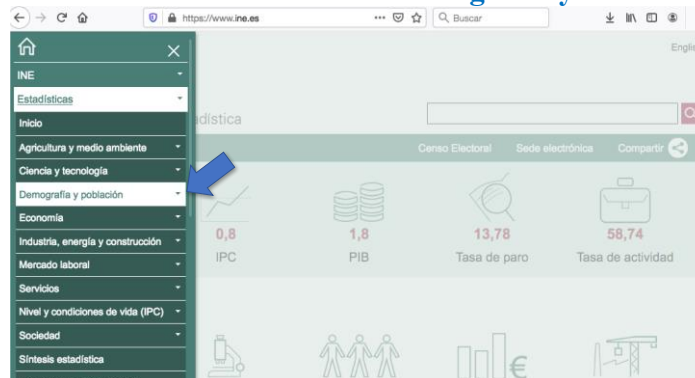 https://www.ine.es
Buscar
Englis
INE
Estadísticas
Inicio
Agricultura y medio ambiente
Ciencia y tecnología
Demografía y población
Economía
Industria, energía y construcción
Mercado laboral
Servicios
Nivel y condiciones de vida (IPC)
Sociedad
Síntesis estadística
adística
Censo Electoral Sede electrónica Compartir
0,8 1,8 13,78 58,74
IPC PIB Tasa de paro Tasa de actividad